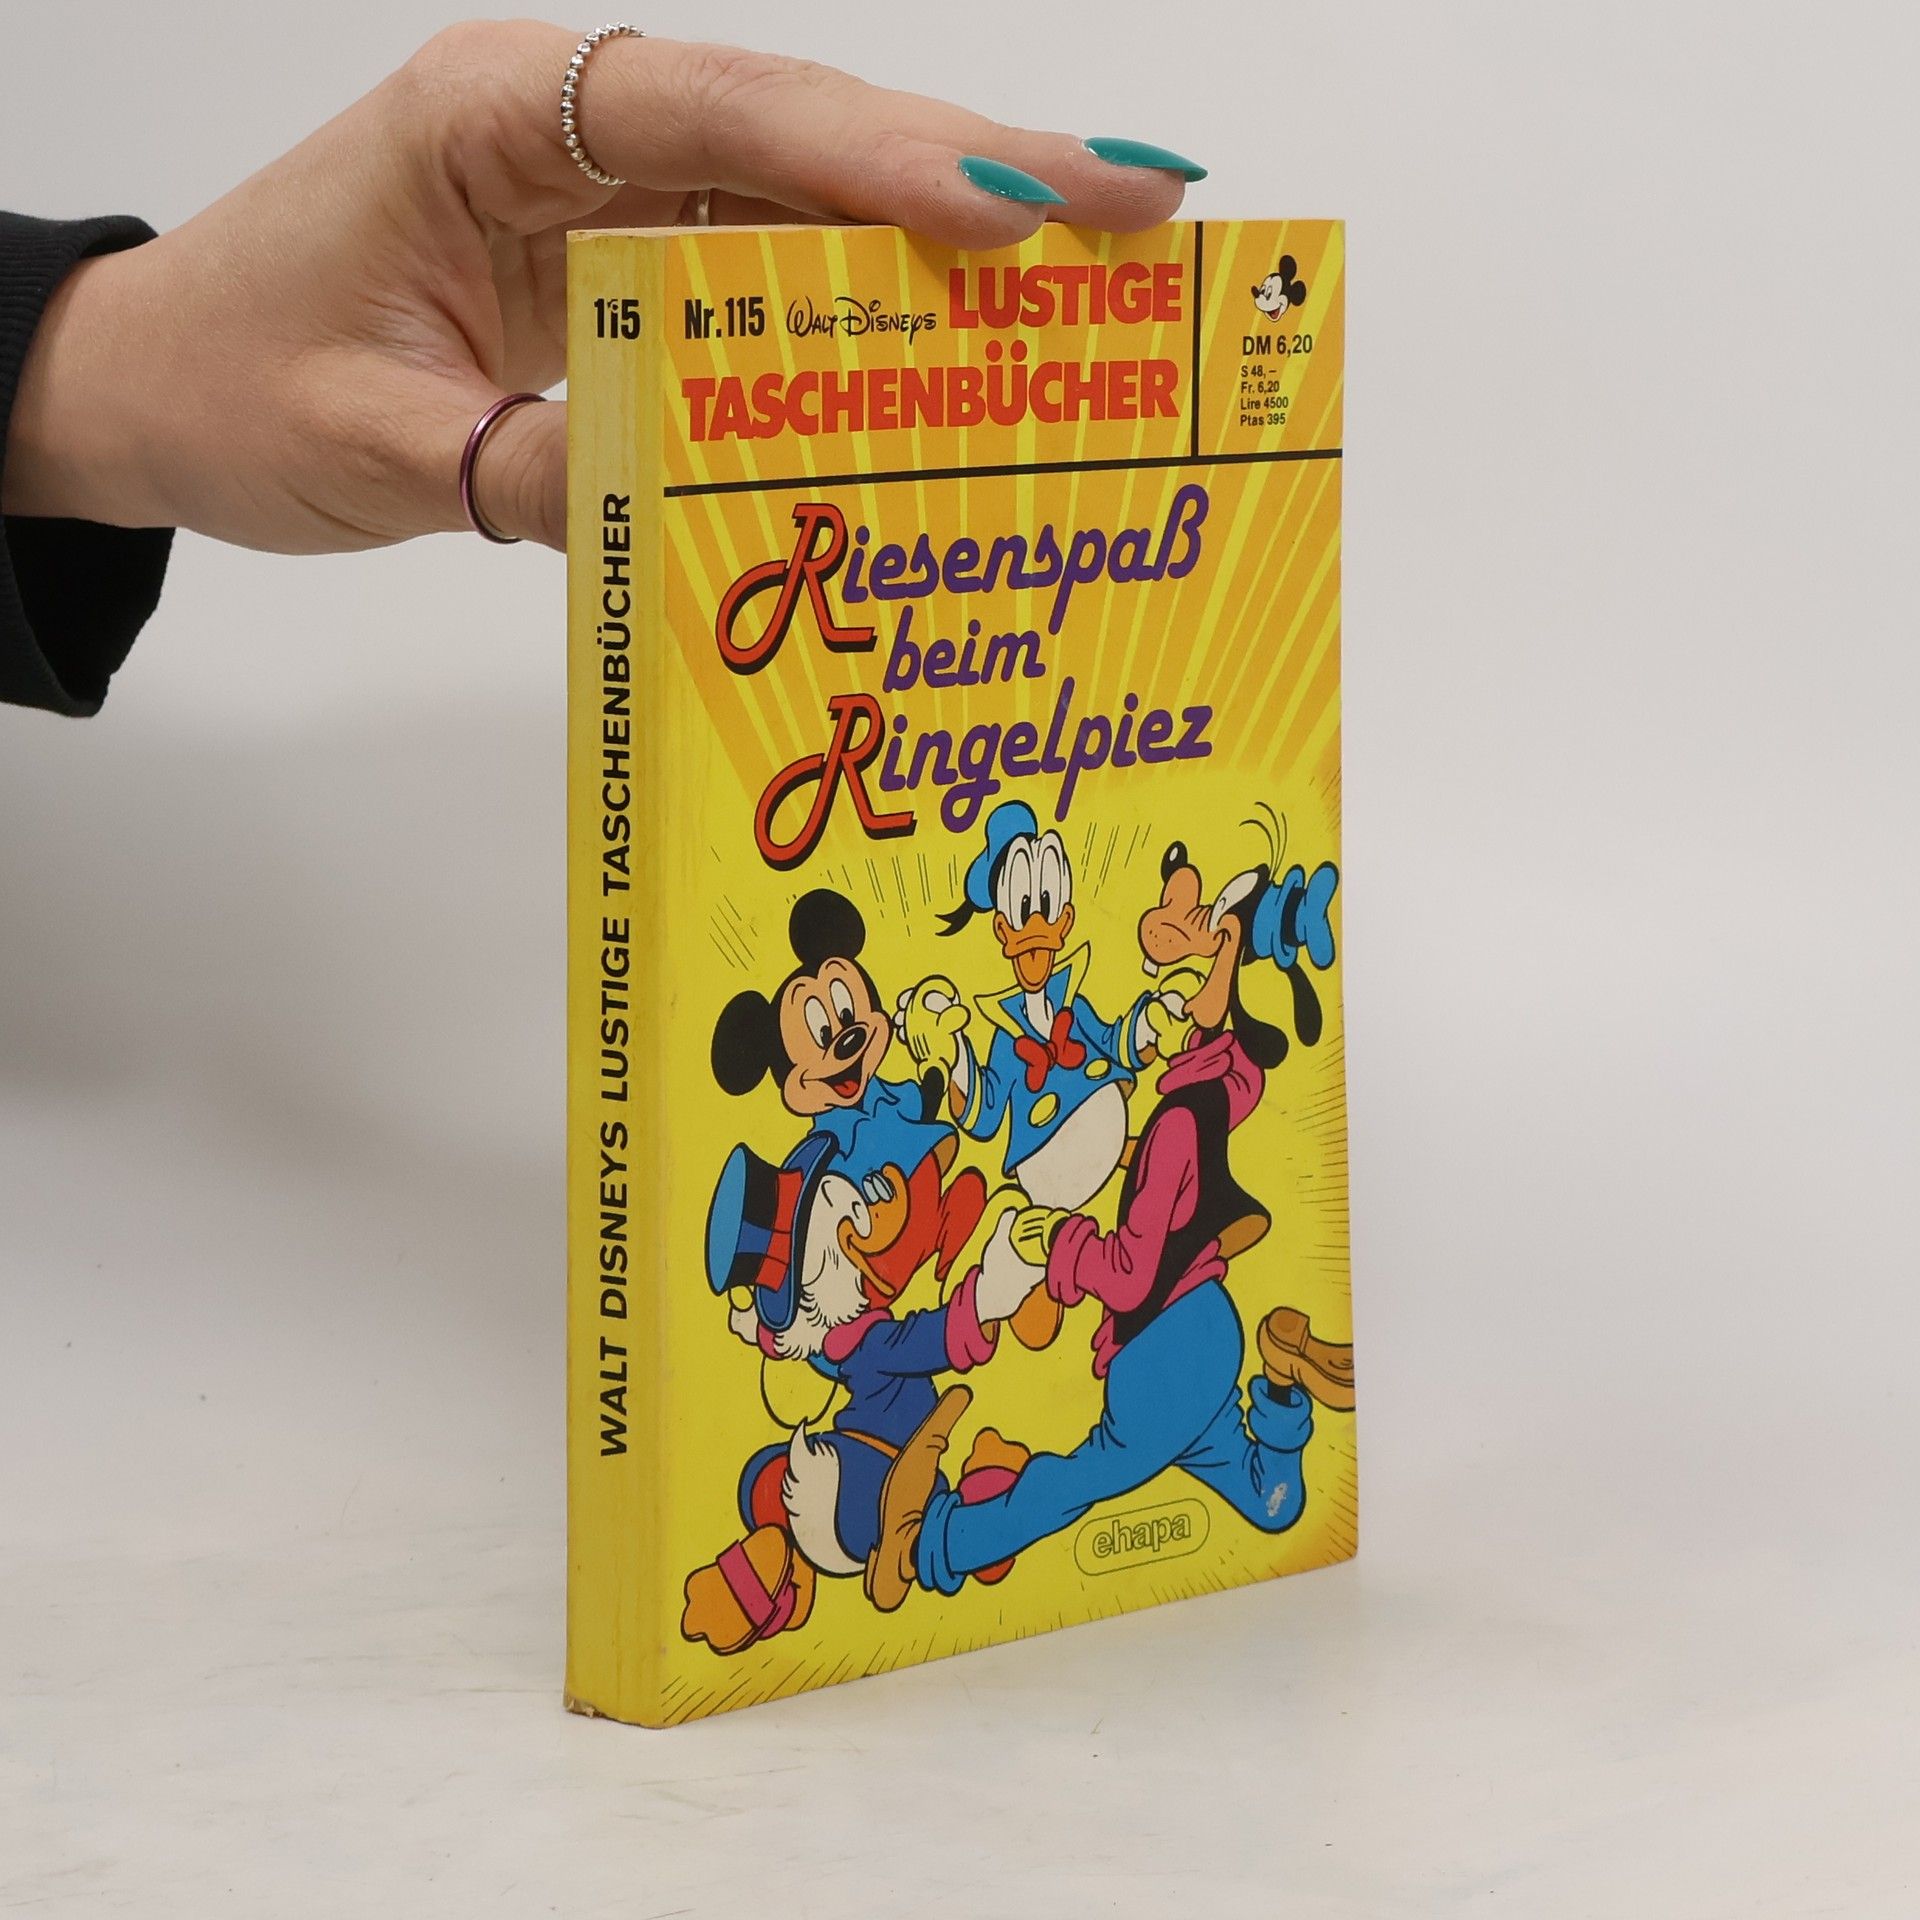 115
WALT DISNEYS LUSTIGE TASCHENBÜCHER
Nr. 115 WALT DISNEYS LUSTIGE
TASCHENBÜCHER
DM 6,20
S 48,–
Fr. 6,20
Lire 4500
Ptas 395
Riesenspaß
beim
Ringelpiez
ehapa